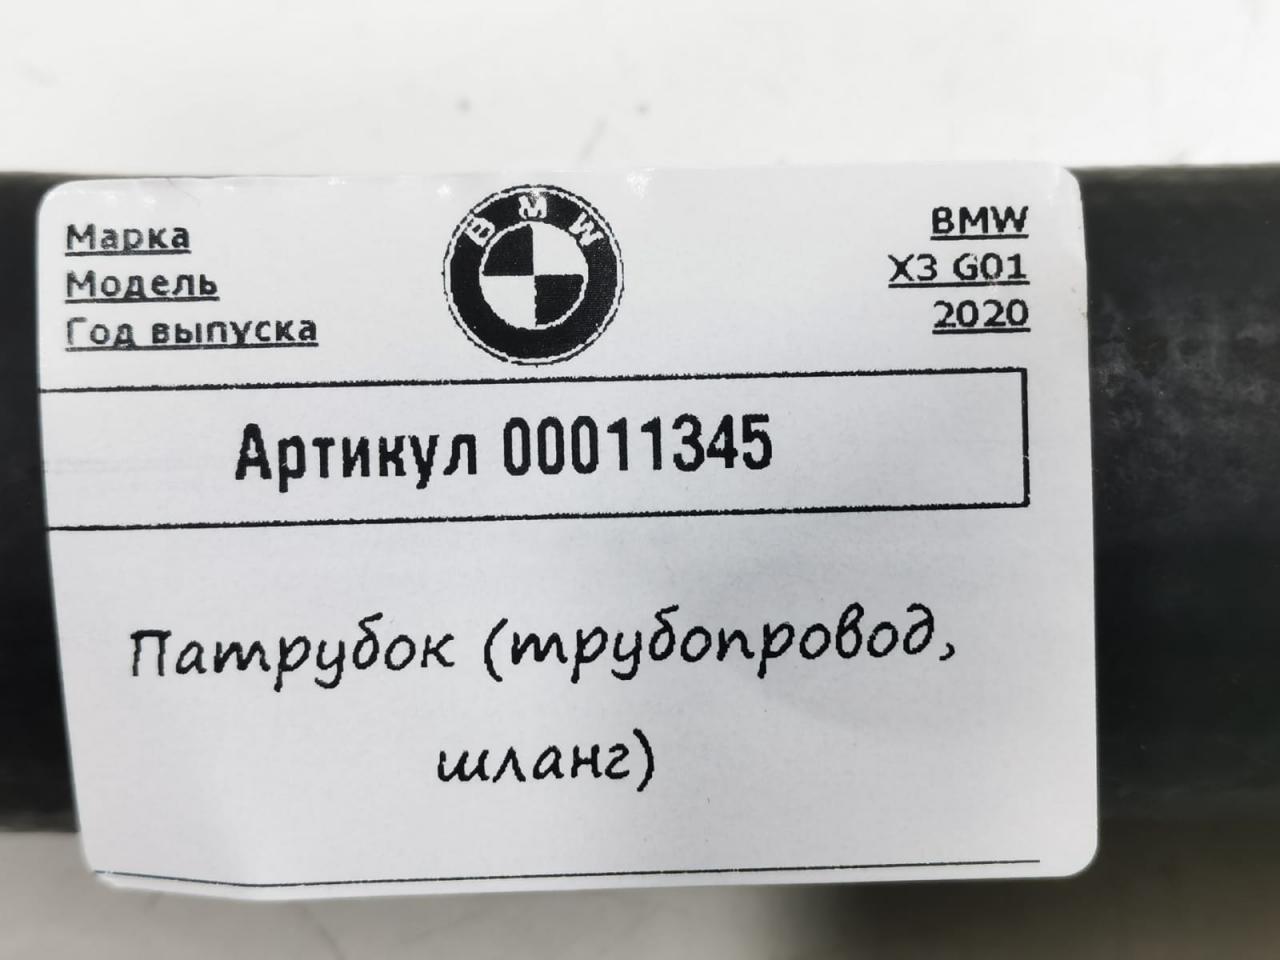 Марка BMW
Модель X3 G01
Год выпуска 2020
BMW
Артикул 00011345
Патрубок (трубопровод,
шланг)